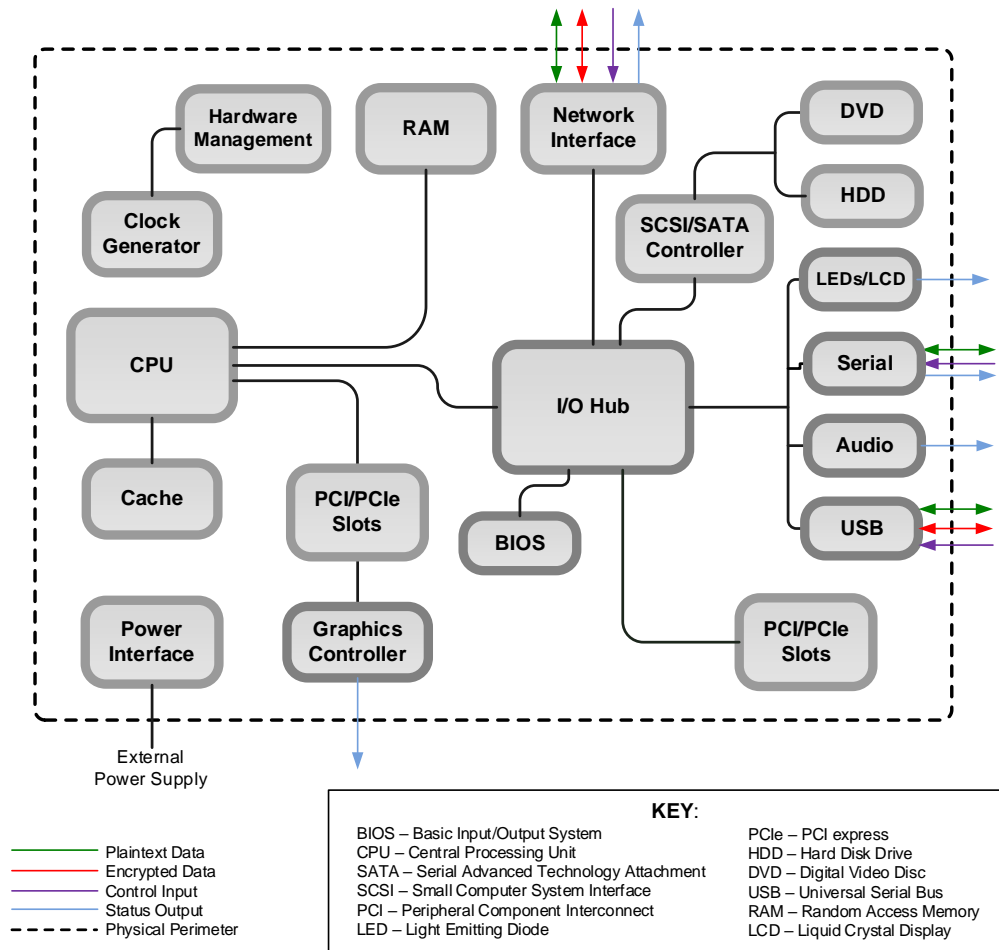 Hardware
Management
RAM
Network
Interface
DVD
HDD
Clock
Generator
SCSI/SATA
Controller
LEDs/LCD
CPU
I/O Hub
Serial
Audio
Cache
PCI/PCIe
Slots
BIOS
USB
Power
Interface
Graphics
Controller
PCI/PCIe
Slots
External
Power Supply
Plaintext Data
Encrypted Data
Control Input
Status Output
Physical Perimeter
KEY:
BIOS – Basic Input/Output System
CPU – Central Processing Unit
SATA – Serial Advanced Technology Attachment
SCSI – Small Computer System Interface
PCI – Peripheral Component Interconnect
LED – Light Emitting Diode
PCIe – PCI express
HDD – Hard Disk Drive
DVD – Digital Video Disc
USB – Universal Serial Bus
RAM – Random Access Memory
LCD – Liquid Crystal Display